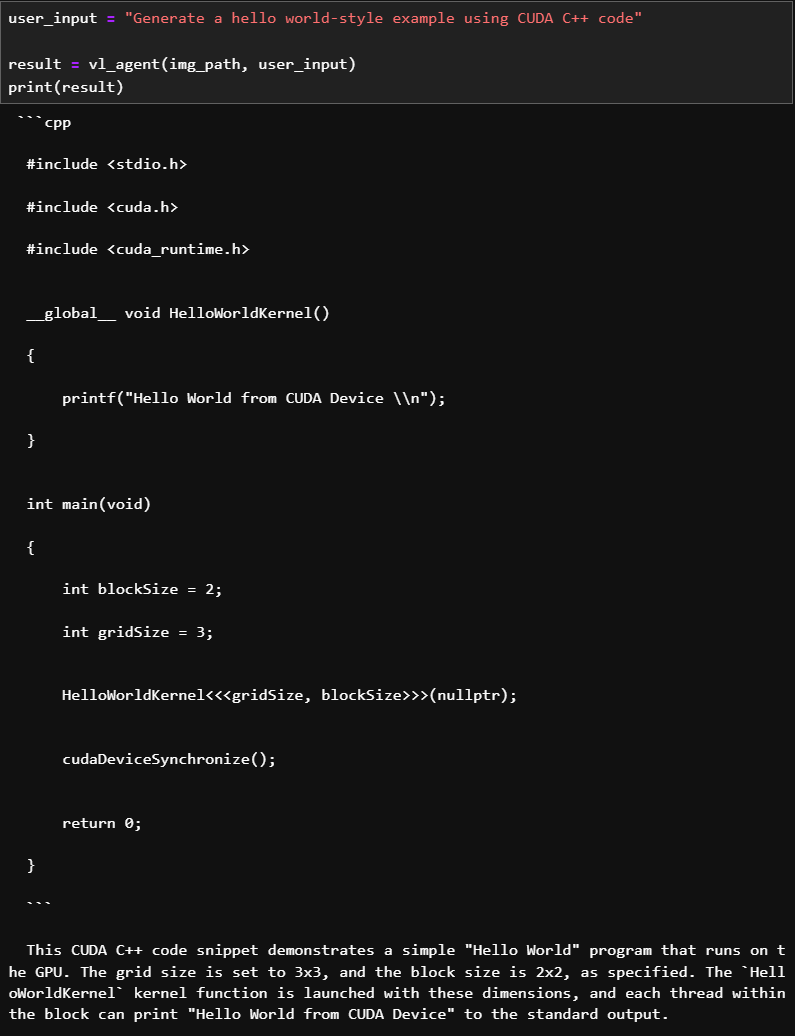 user_input = "Generate a hello world-style example using CUDA C++ code"
result = vl_agent(img_path, user_input)
print(result)
```cpp
#include <stdio.h>
#include <cuda.h>
#include <cuda_runtime.h>
__global__ void HelloWorldKernel()
{
printf("Hello World from CUDA Device \\n");
}
int main(void)
{
int blockSize = 2;
int gridSize = 3;
HelloWorldKernel<<<gridSize, blockSize>>>(nullptr);
cudaDeviceSynchronize();
return 0;
}
```
This CUDA C++ code snippet demonstrates a simple "Hello World" program that runs on t
he GPU. The grid size is set to 3x3, and the block size is 2x2, as specified. The `Hell
oWorldKernel` kernel function is launched with these dimensions, and each thread within
the block can print "Hello World from CUDA Device" to the standard output.